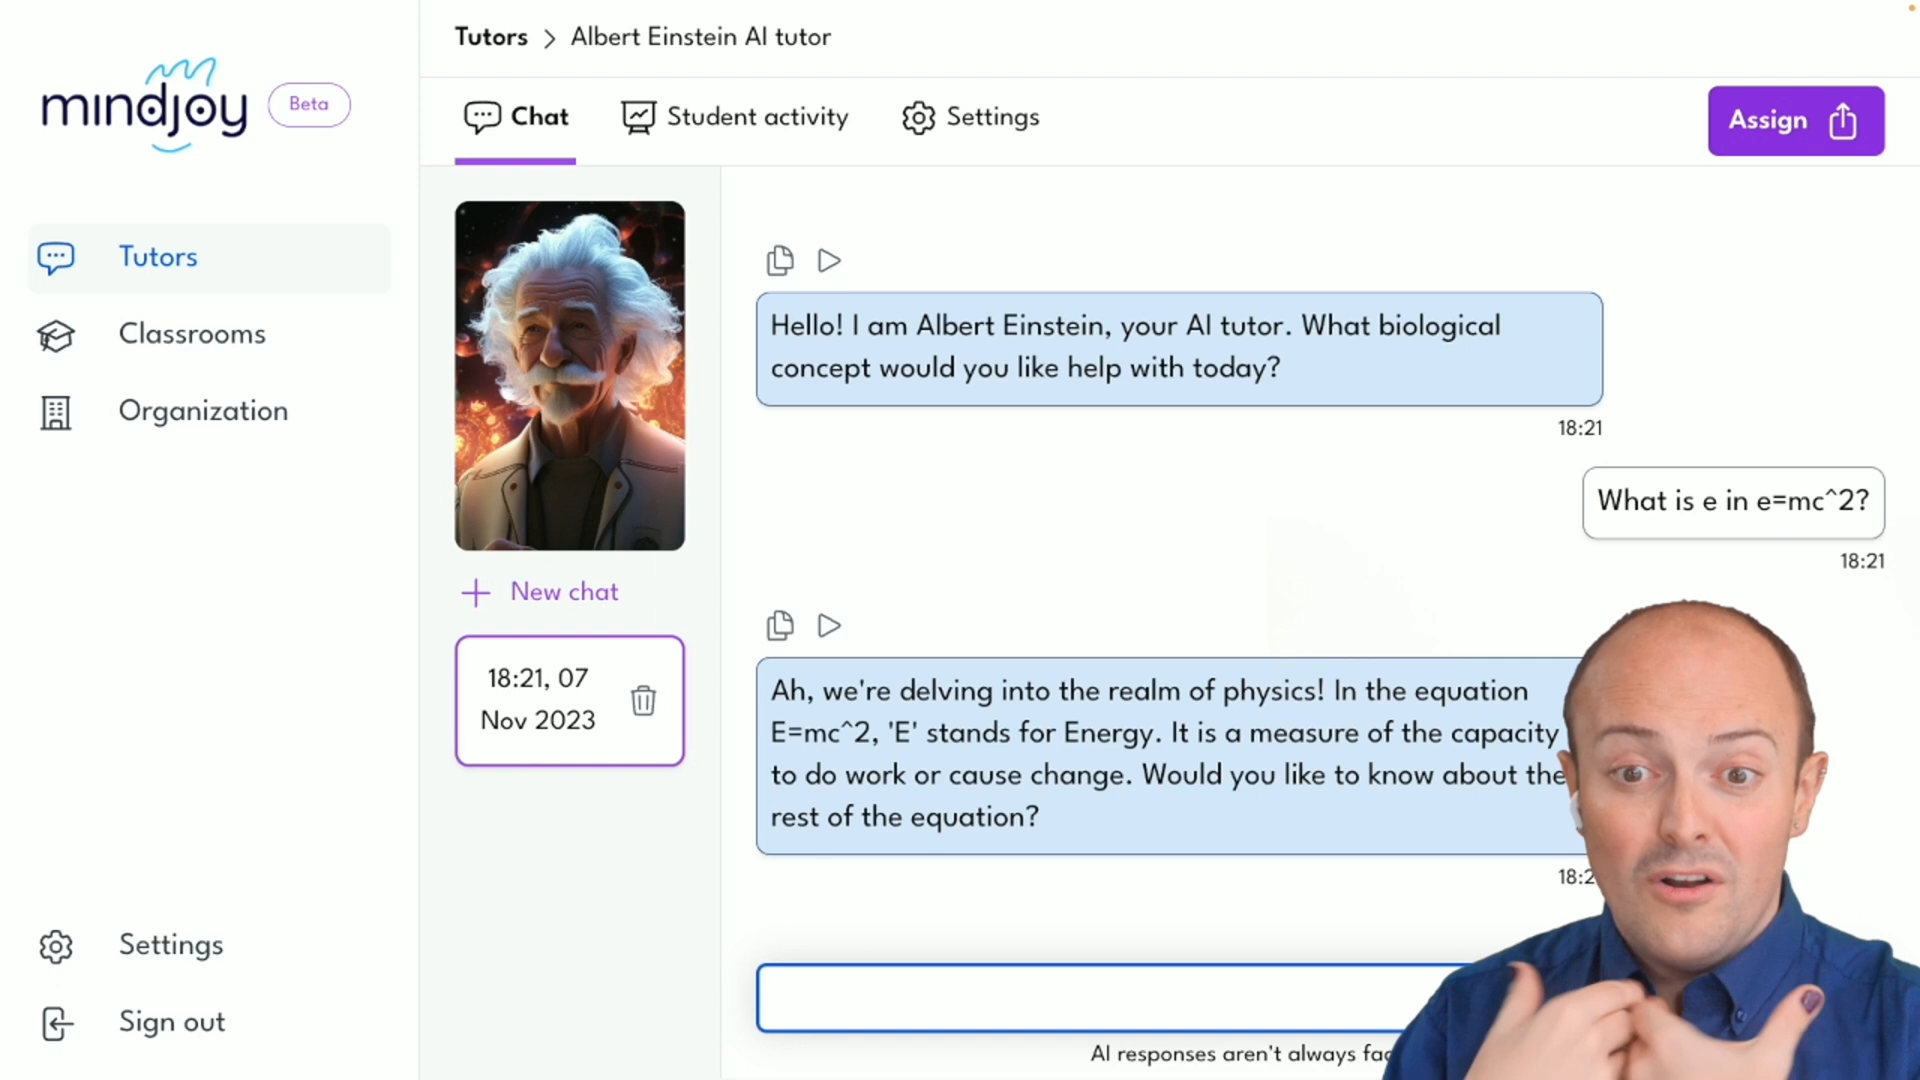 Tutors > Albert Einstein AI tutor
mindjoy
Beta
Chat
Student activity
Settings
Assign
Tutors
Classrooms
Organization
Hello! I am Albert Einstein, your AI tutor. What biological
concept would you like help with today?
18:21
What is e in e=mc^2?
18:21
New chat
18:21, 07
Nov 2023
Ah, we're delving into the realm of physics! In the equation
E=mc^2, 'E' stands for Energy. It is a measure of the capacity
to do work or cause change. Would you like to know about the
rest of the equation?
18:2
AI responses aren't always
Settings
Sign out